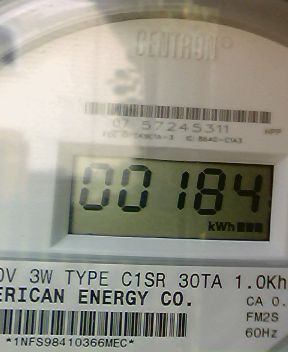 CENTRON®
07 57245311
HPP
00184
kWh
0V 3W TYPE C1SR 30TA 1.0Kh
ERICAN ENERGY CO.
CA 0.
FM2S
60Hz
*1NFS98410366MEC*